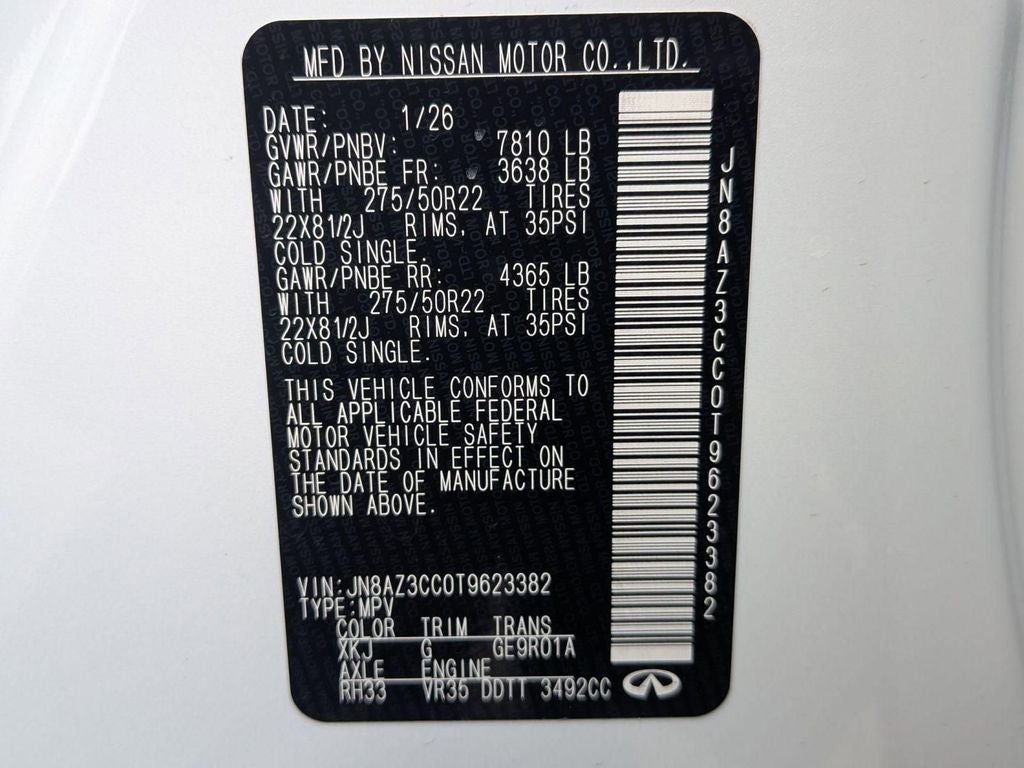 MFD BY NISSAN MOTOR CO.,LTD.
DATE: 1/26
GVWR/PNBV: 7810 LB
GAWR/PNBE FR: 3638 LB
WITH 275/50R22 TIRES
22X81/2J RIMS, AT 35PSI
COLD SINGLE.
GAWR/PNBE RR: 4365 LB
WITH 275/50R22 TIRES
22X81/2J RIMS, AT 35PSI
COLD SINGLE.
THIS VEHICLE CONFORMS TO
ALL APPLICABLE FEDERAL
MOTOR VEHICLE SAFETY
STANDARDS IN EFFECT ON
THE DATE OF MANUFACTURE
SHOWN ABOVE.
VIN:JN8AZ3CC0T9623382
TYPE:MPV
COLOR TRIM TRANS
XKJ G GE9R01A
AXLE ENGINE
RH33 VR35 DDTT 3492CC
JN8AZ3CC0T9623382